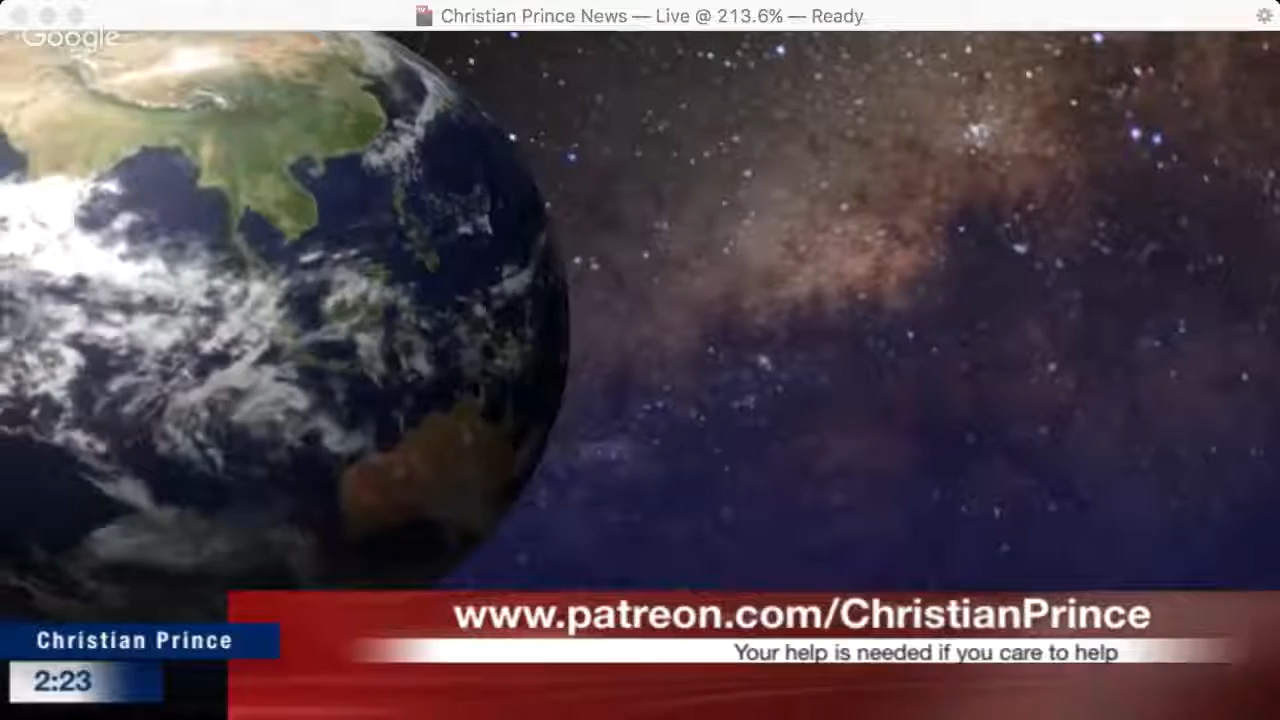 Christian Prince News — Live @ 213.6% — Ready
Google
www.patreon.com/ChristianPrince
Your help is needed if you care to help
Christian Prince
2:23